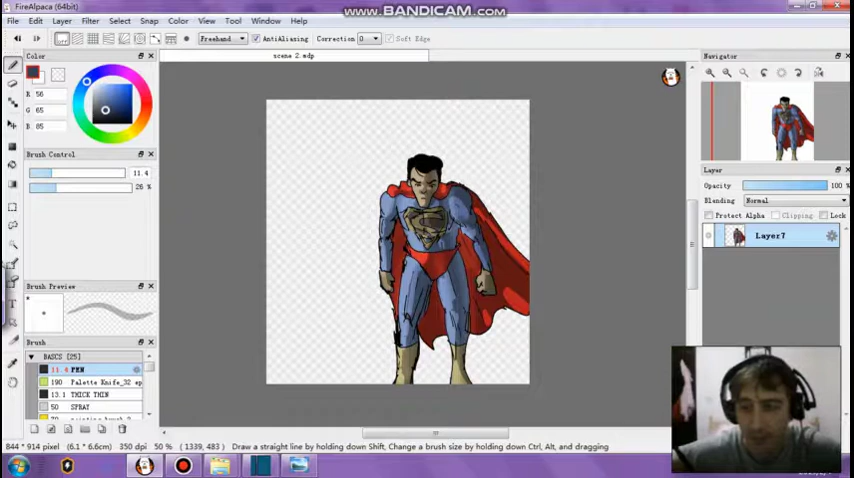 FireAlpaca (64bit)
www.BANDICAM.com
File Edit Layer Filter Select Snap Color View Tool Window Help
Freehand AntiAliasing Correction 0 Soft Edge
Color
scene 2.mdp
Navigator
R 56
G 65
B 85
Brush Control
11.4
26 %
Layer
Opacity 100 %
Blending Normal
Protect Alpha Clipping Lock
Layer7
Brush Preview
Brush
BASICS [25]
11.4 PEN
190 Palette Knife_32 ep
13.1 THICK THIN
50 SPRAY
844 * 914 pixel (6.1 * 6.6cm) 350 dpi 50 % (1339, 483) Draw a straight line by holding down Shift, Change a brush size by holding down Ctrl, Alt, and dragging